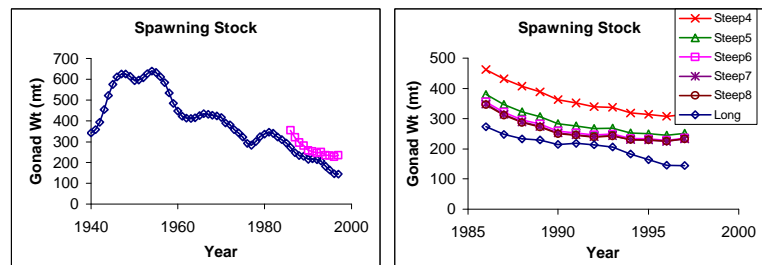 Spawning Stock
Gonad Wt (mt)
700
600
500
400
300
200
100
0
1940
1960
1980
2000
Year
Spawning Stock
Gonad Wt (mt)
500
400
300
200
100
0
1985
1990
1995
2000
Year
Steep4
Steep5
Steep6
Steep7
Steep8
Long